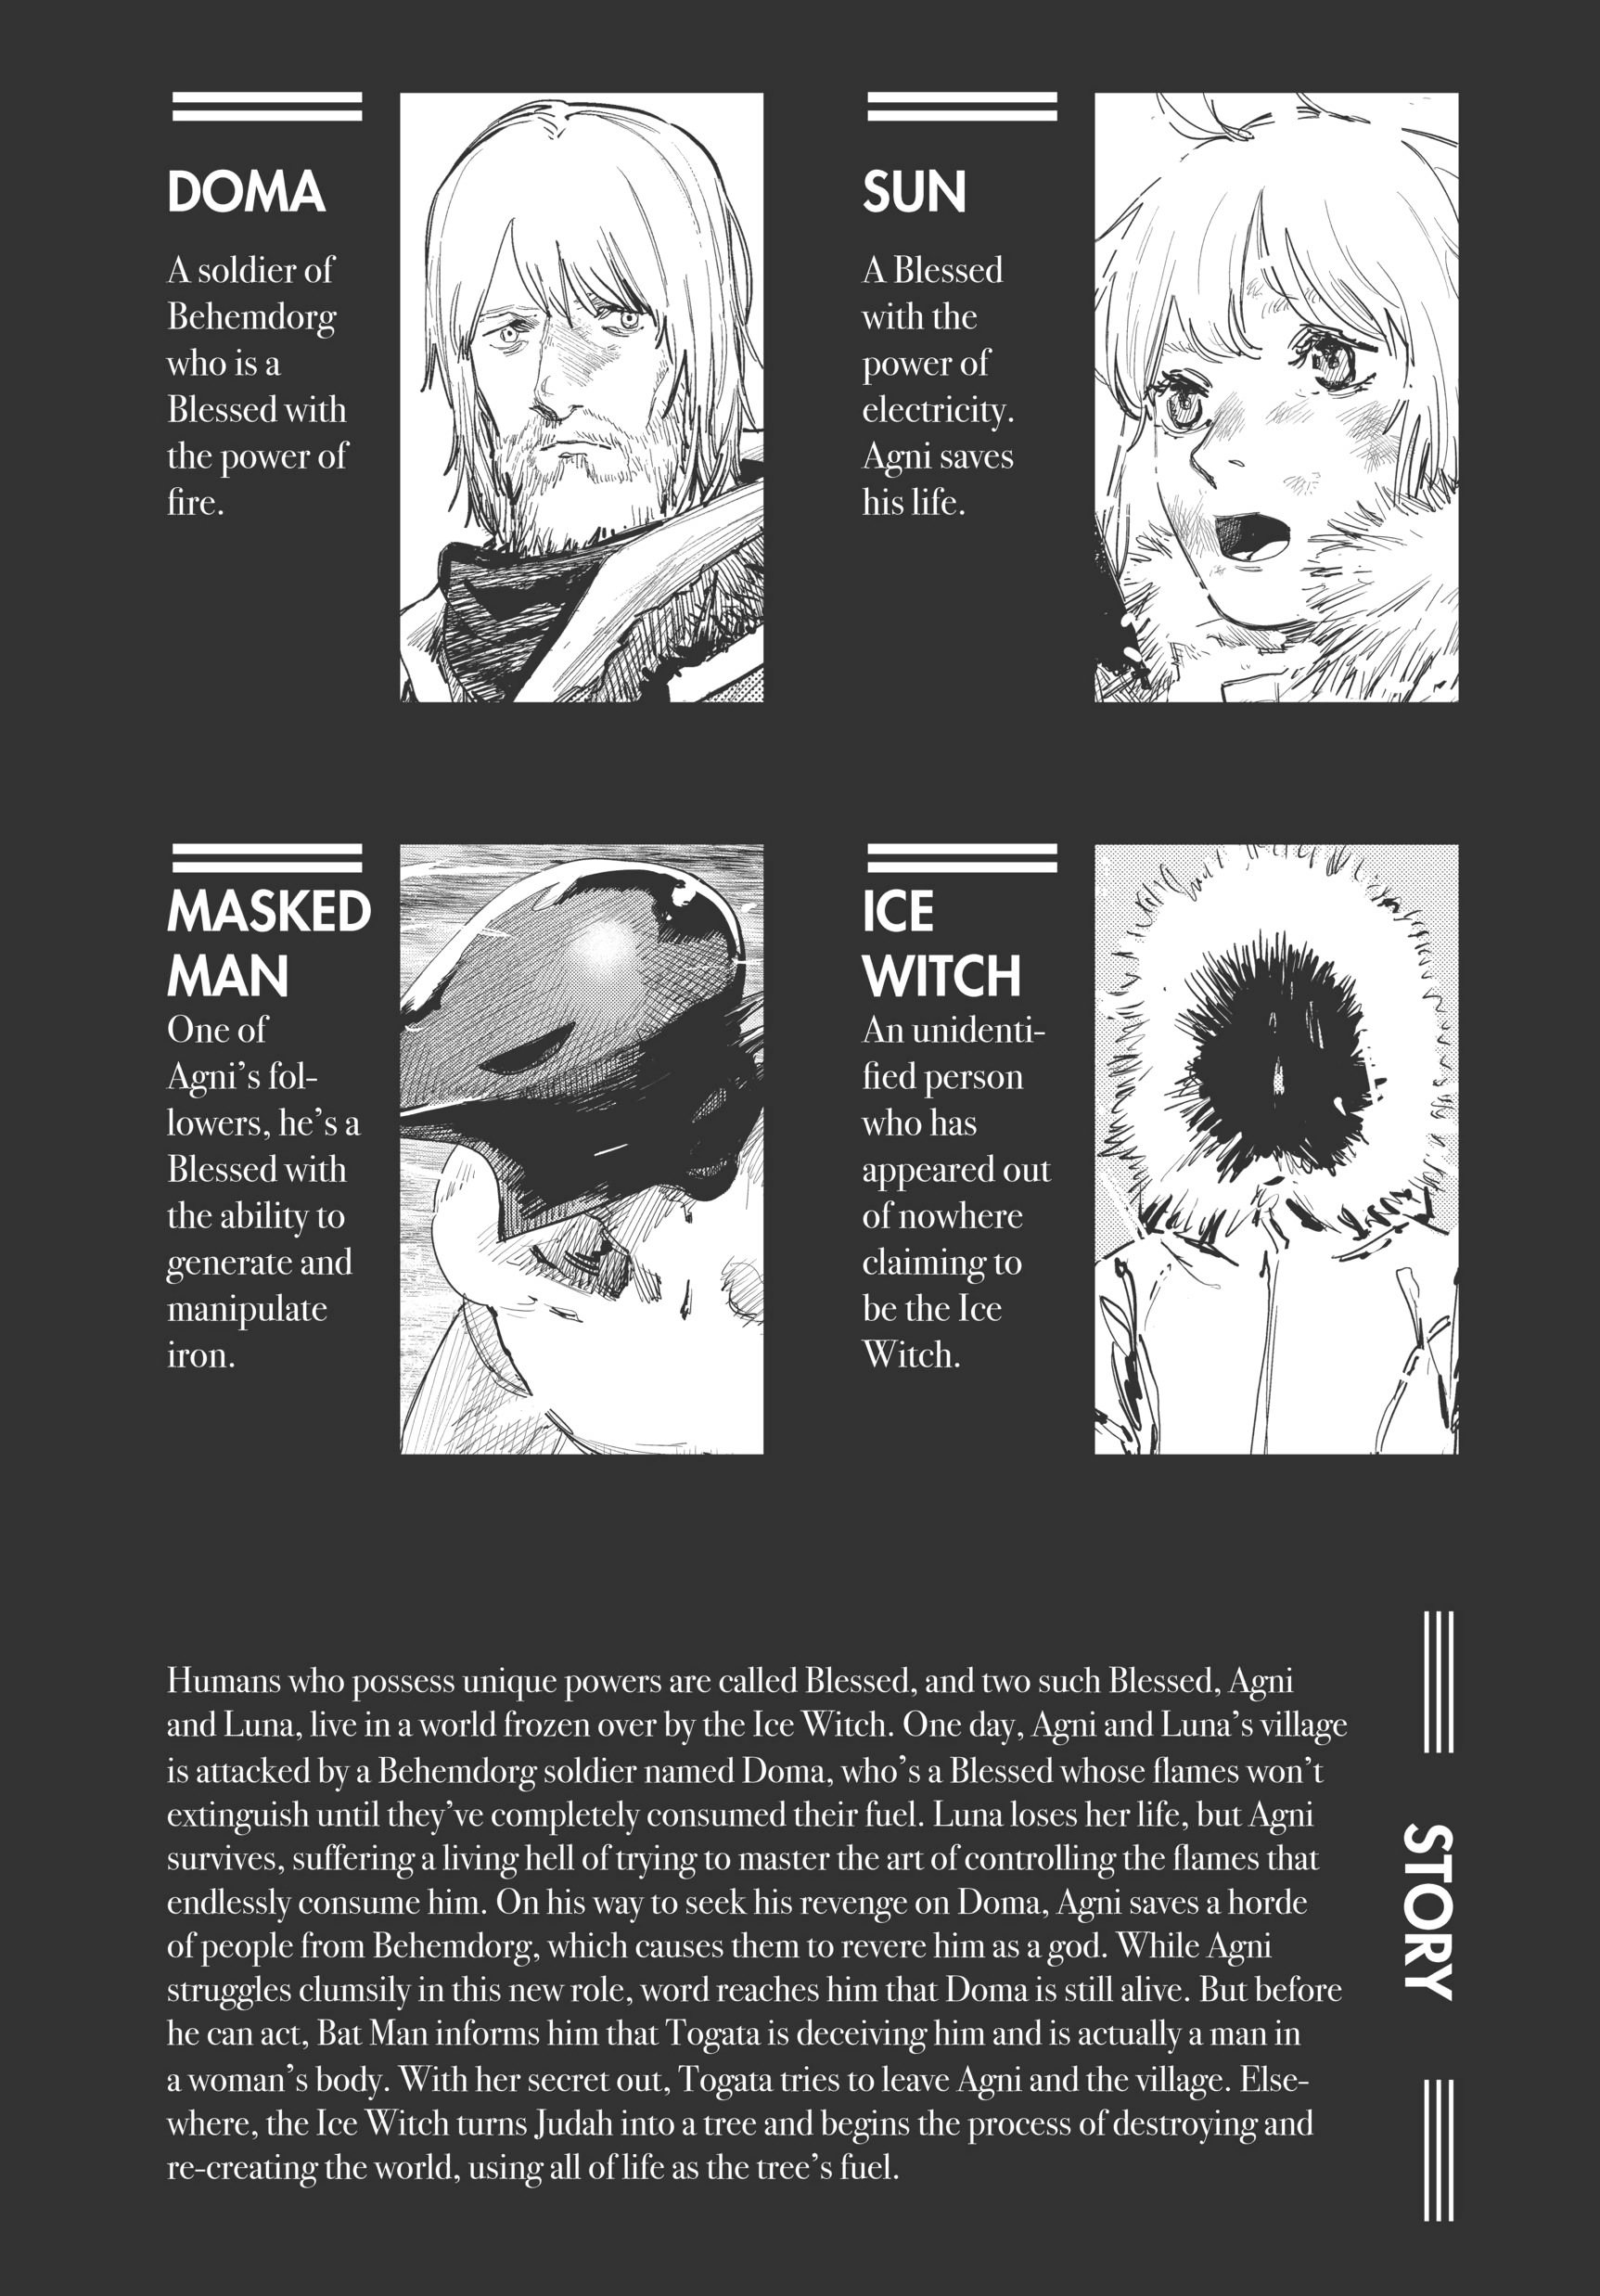 DOMA
A soldier of
Behemdorg
who is a
Blessed with
the power of
fire.
SUN
A Blessed
with the
power of
electricity.
Agni saves
his life.
MASKED
MAN
One of
Agni's fol-
lowers, he's a
Blessed with
the ability to
generate and
manipulate
iron.
ICE
WITCH
An unidenti-
fied person
who has
appeared out
of nowhere
claiming to
be the Ice
Witch.
STORY
Humans who possess unique powers are called Blessed, and two such Blessed, Agni
and Luna, live in a world frozen over by the Ice Witch. One day, Agni and Luna's village
is attacked by a Behemdorg soldier named Doma, who's a Blessed whose flames won't
extinguish until they've completely consumed their fuel. Luna loses her life, but Agni
survives, suffering a living hell of trying to master the art of controlling the flames that
endlessly consume him. On his way to seek his revenge on Doma, Agni saves a horde
of people from Behemdorg, which causes them to revere him as a god. While Agni
struggles clumsily in this new role, word reaches him that Doma is still alive. But before
he can act, Bat Man informs him that Togata is deceiving him and is actually a man in
a woman's body. With her secret out, Togata tries to leave Agni and the village. Else-
where, the Ice Witch turns Judah into a tree and begins the process of destroying and
re-creating the world, using all of life as the tree's fuel.